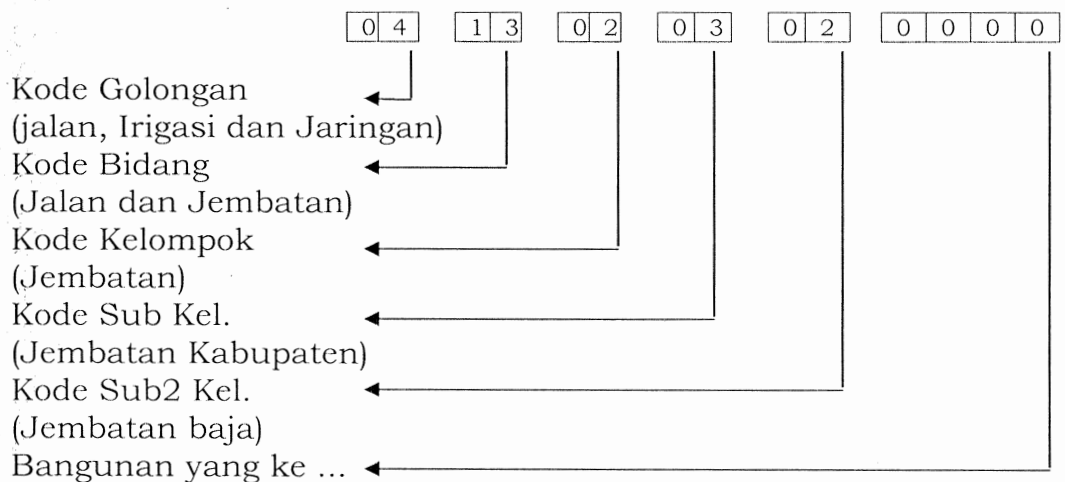 0 4 1 3 0 2 0 3 0 2 0 0 0 0
Kode Golongan
(jalan, Irigasi dan Jaringan)
Kode Bidang
(Jalan dan Jembatan)
Kode Kelompok
(Jembatan)
Kode Sub Kel.
(Jembatan Kabupaten)
Kode Sub2 Kel.
(Jembatan baja)
Bangunan yang ke ...